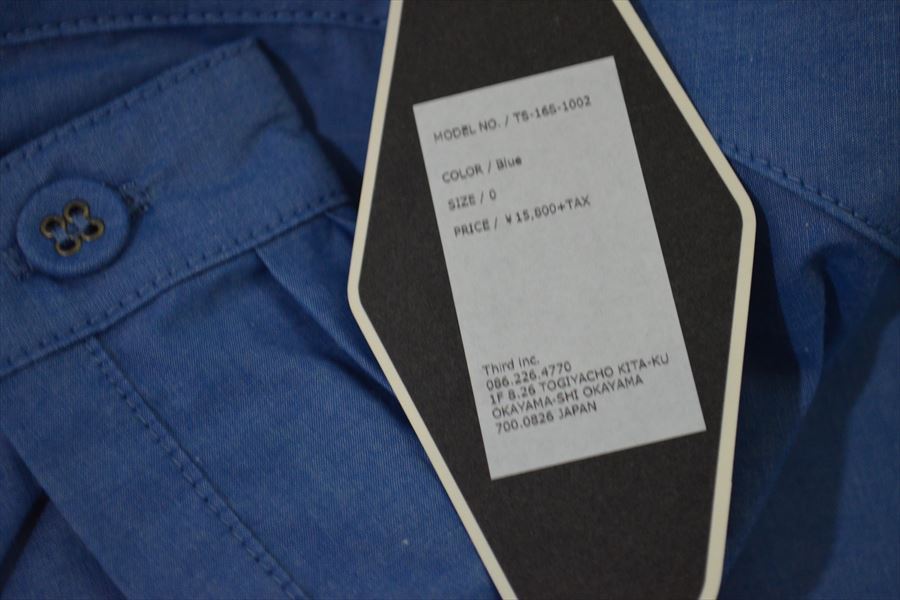 MODEL NO. / TS-16S-1002
COLOR / Blue
SIZE / 0
PRICE / ¥15,800+TAX
Third inc.
086.226.4770
1F 8.26 TOGIYACHO KITA-KU
OKAYAMA-SHI OKAYAMA
700.0826 JAPAN